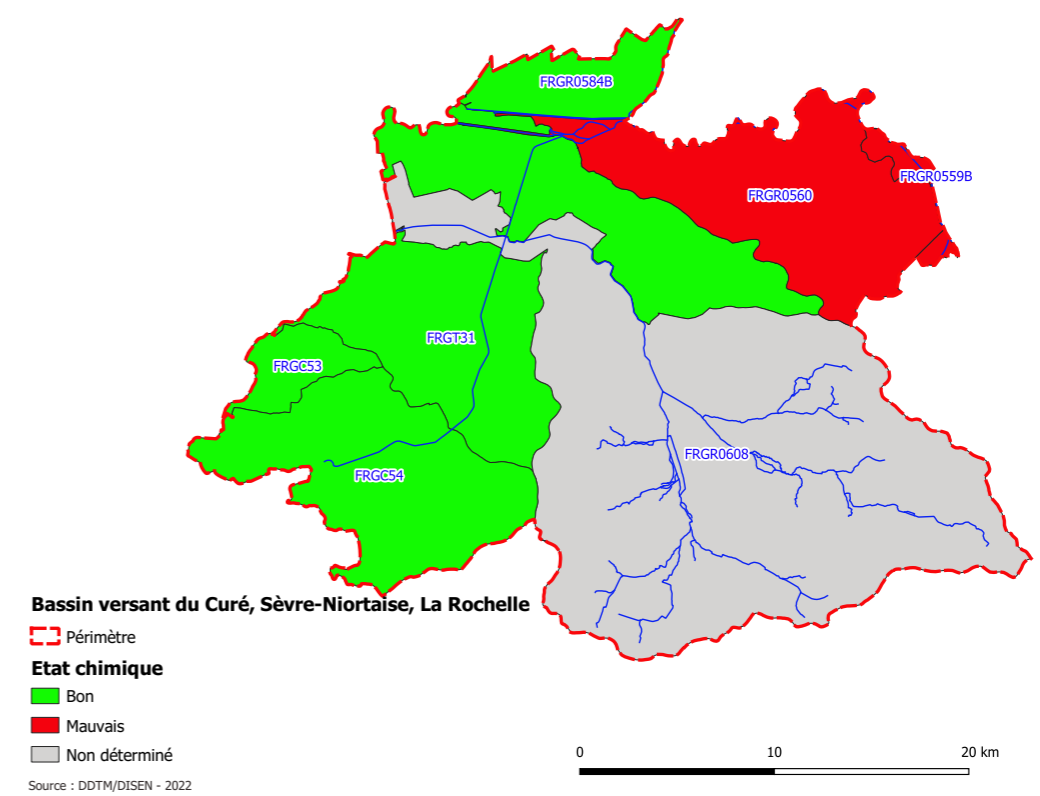 FRGR0584B
FRGR0559B
FRGR0560
FRGT31
FRGC53
FRGR0608
FRGC54
Bassin versant du Curé, Sèvre-Niortaise, La Rochelle
Périmètre
Etat chimique
Bon
Mauvais
Non déterminé
0 10 20 km
Source : DDTM/DISEN - 2022